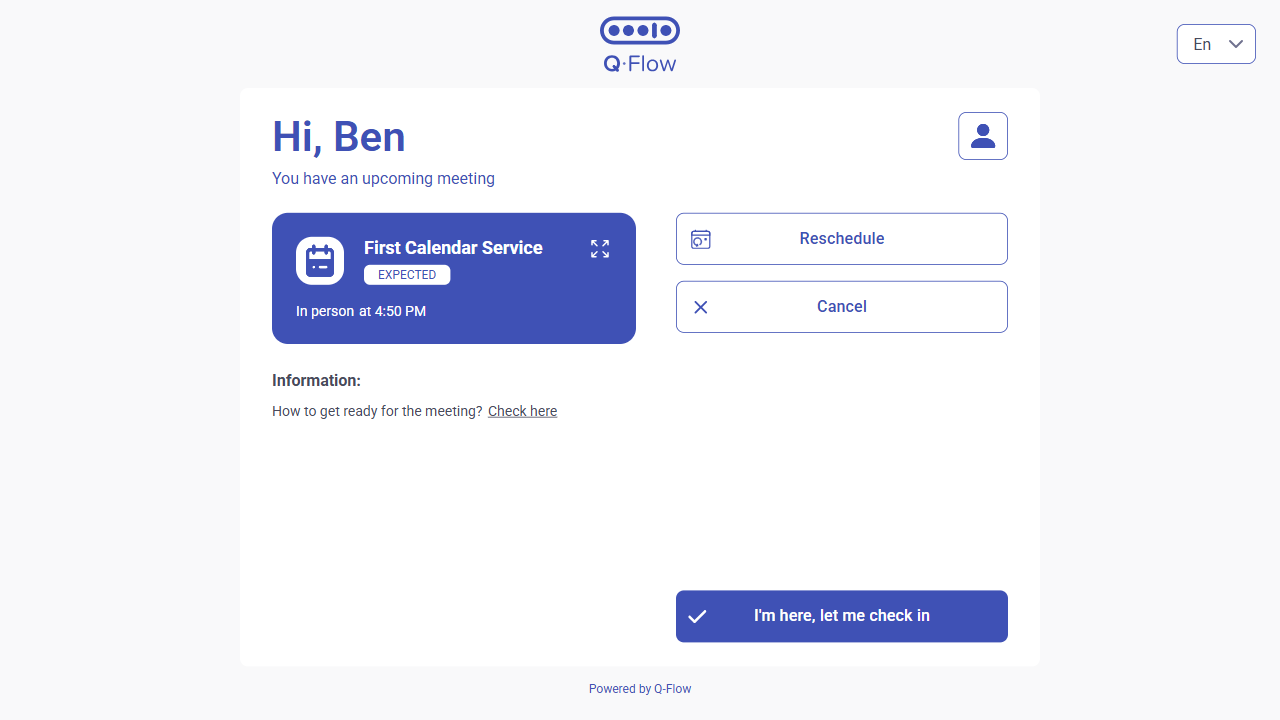 Q·Flow
En
Hi, Ben
You have an upcoming meeting
First Calendar Service
EXPECTED
In person at 4:50 PM
Reschedule
Cancel
Information:
How to get ready for the meeting? Check here
I'm here, let me check in
Powered by Q-Flow